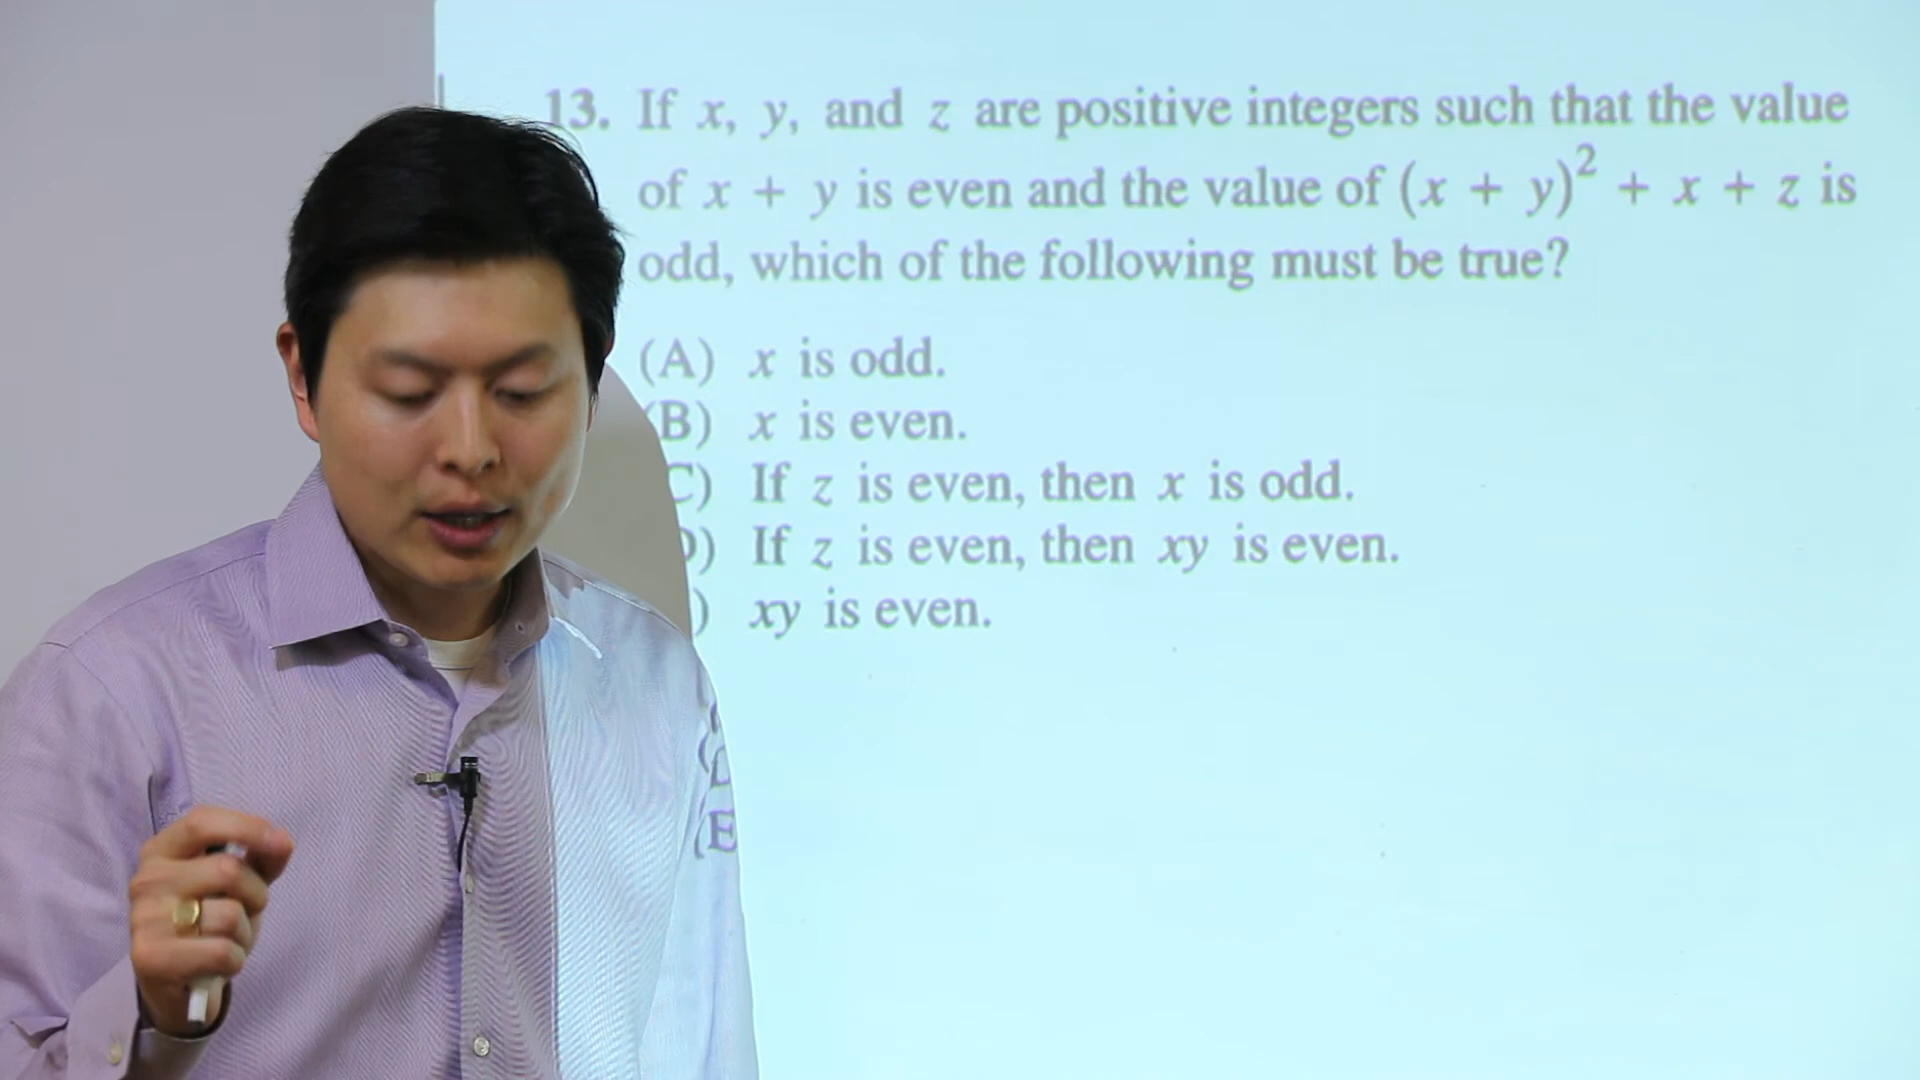 13. If x, y, and z are positive integers such that the value
of x + y is even and the value of (x + y)² + x + z is
odd, which of the following must be true?
(A) x is odd.
(B) x is even.
C) If z is even, then x is odd.
D) If z is even, then xy is even.
) xy is even.
(D
(E